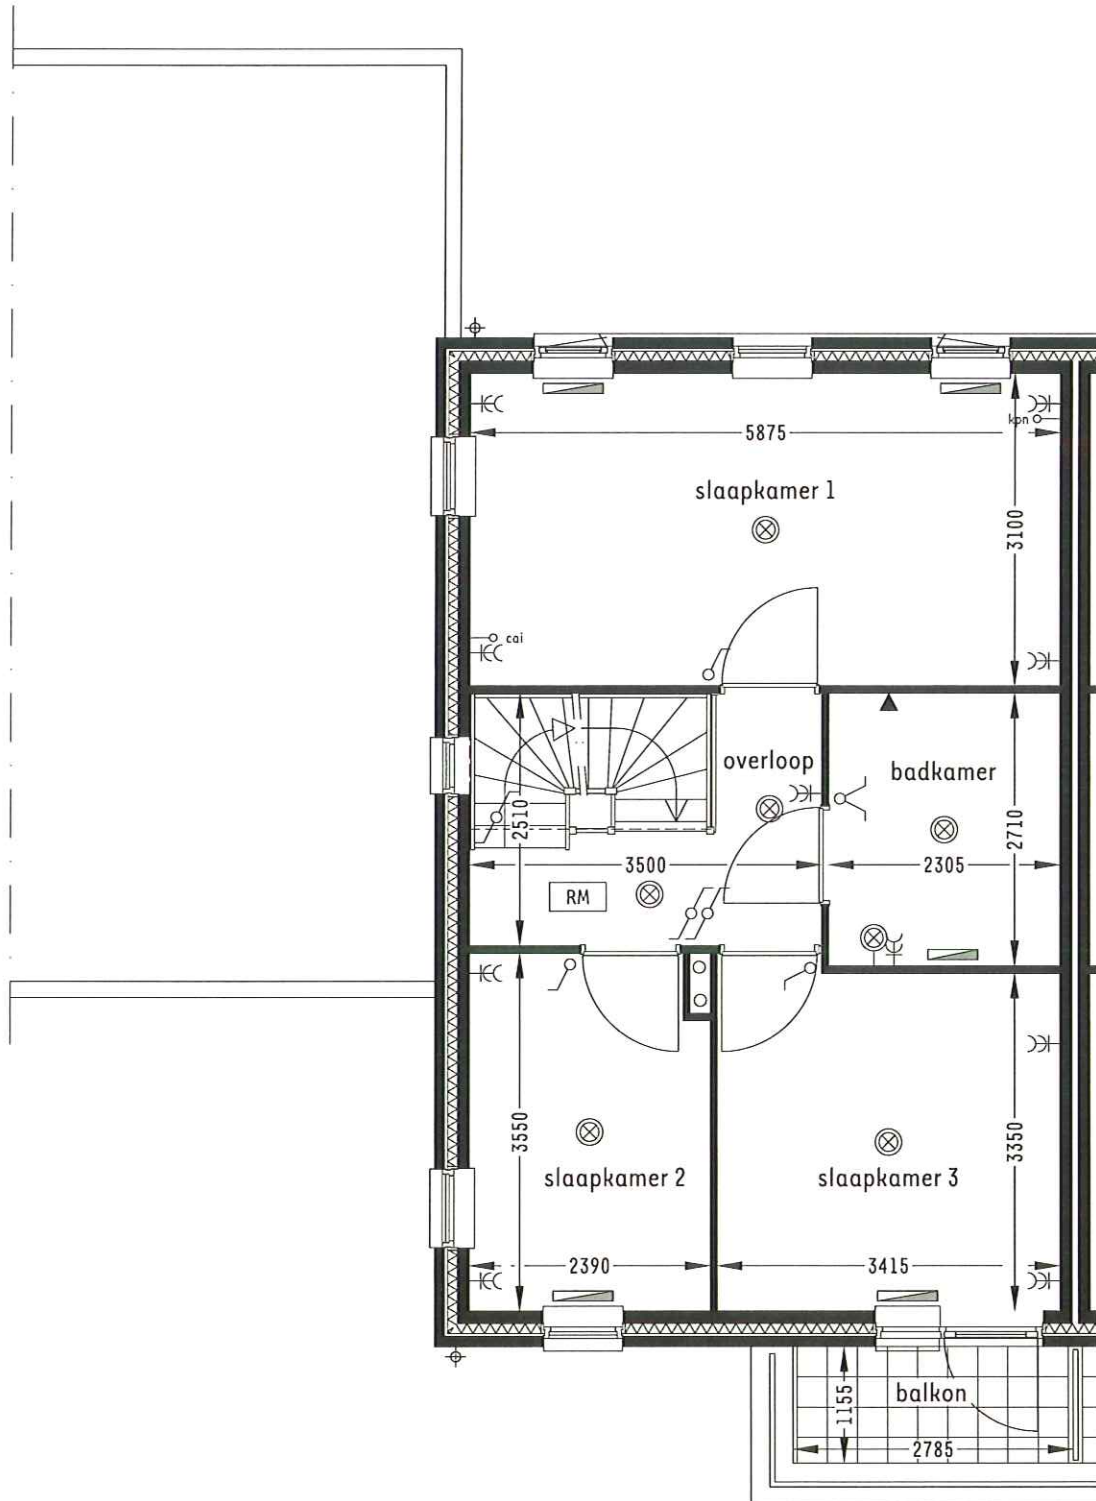 5875
kpn
slaapkamer 1
3100
cai
overloop
badkamer
2510
2710
3500
2305
RM
3550
3350
slaapkamer 2
slaapkamer 3
2390
3415
balkon
1155
2785